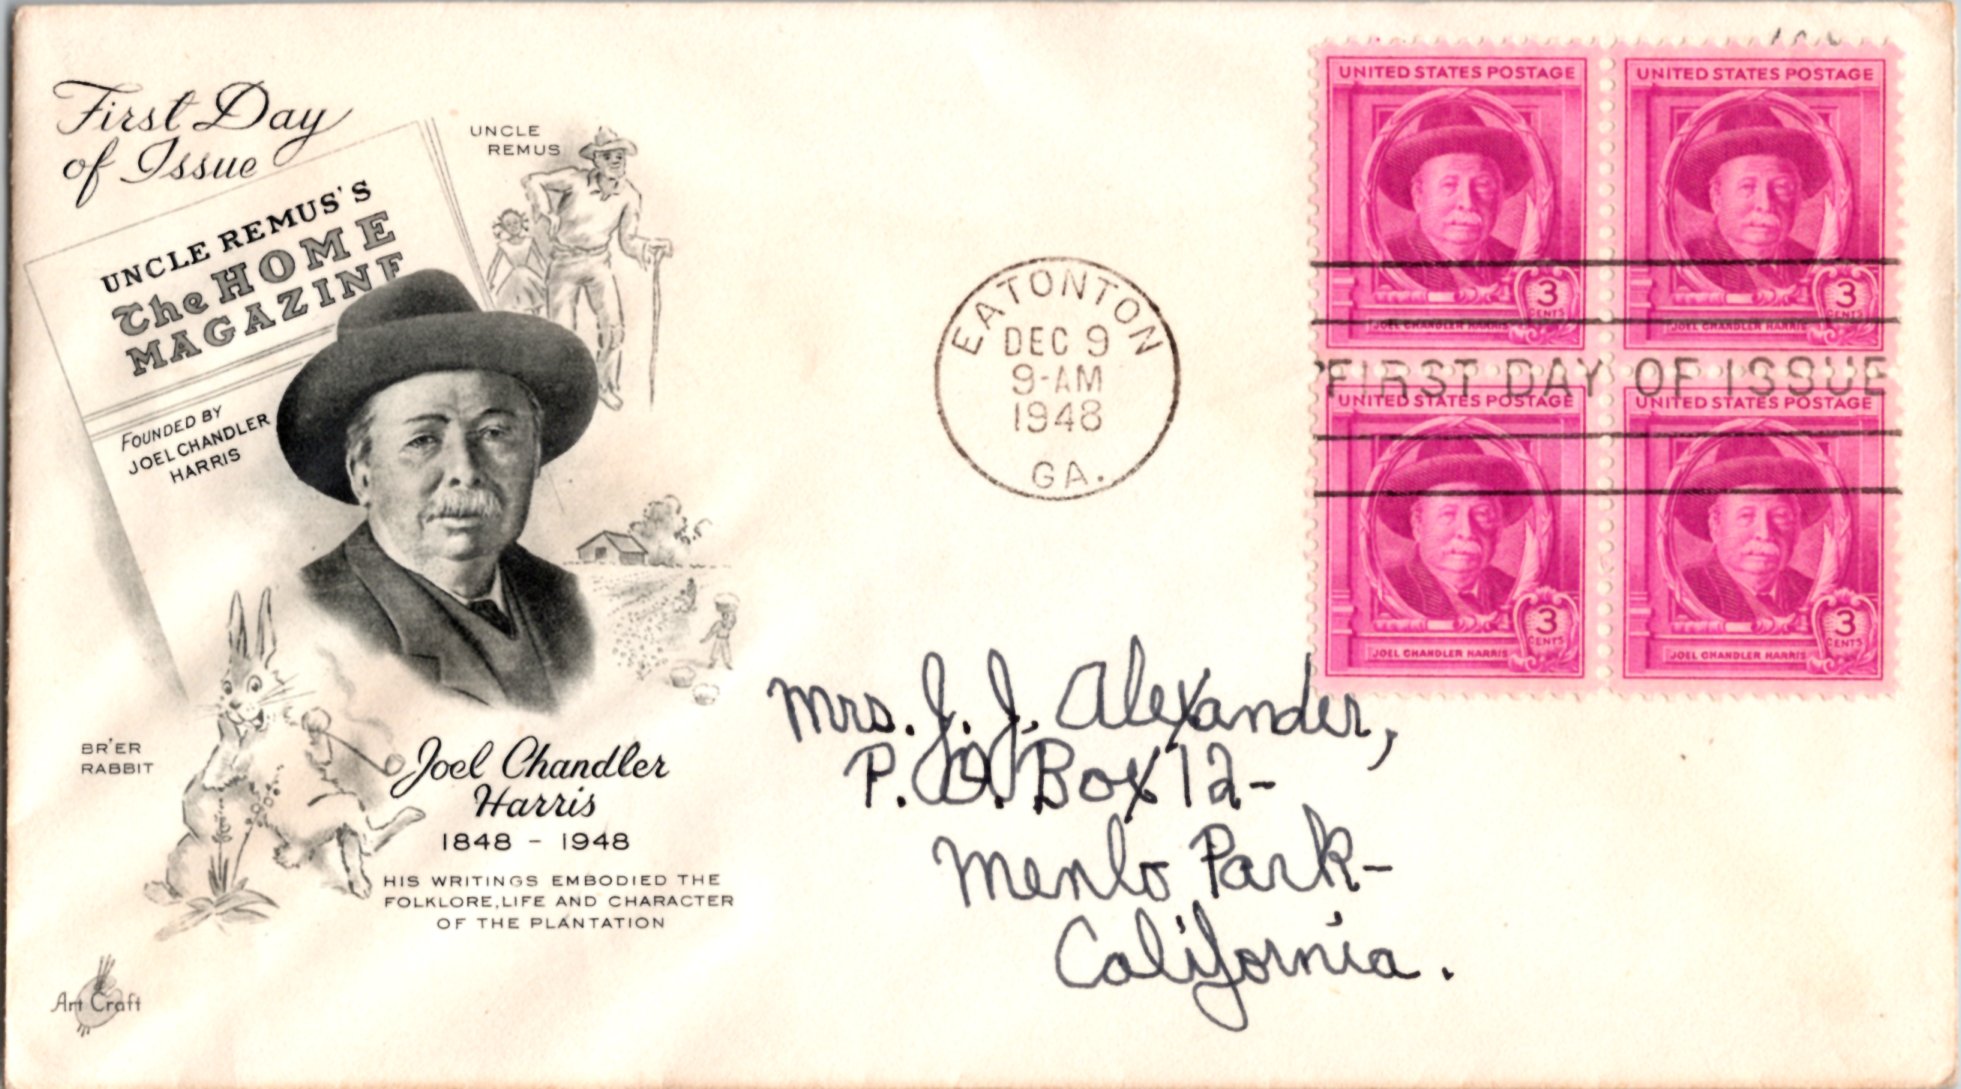 First Day
of Issue
UNCLE REMUS'S
The HOME
MAGAZINE
FOUNDED BY
JOEL CHANDLER
HARRIS
UNCLE
REMUS
BR'ER
RABBIT
Joel Chandler
Harris
1848 - 1948
HIS WRITINGS EMBODIED THE
FOLKLORE, LIFE AND CHARACTER
OF THE PLANTATION
Art Craft
EATONTON
DEC 9
9-AM
1948
GA.
UNITED STATES POSTAGE
3
CENTS
JOEL CHANDLER HARRIS
UNITED STATES POSTAGE
3
CENTS
JOEL CHANDLER HARRIS
FIRST DAY OF ISSUE
UNITED STATES POSTAGE
3
CENTS
JOEL CHANDLER HARRIS
UNITED STATES POSTAGE
3
CENTS
JOEL CHANDLER HARRIS
Mrs. J. J. Alexander,
P. O. Box 12-
Menlo Park-
California.